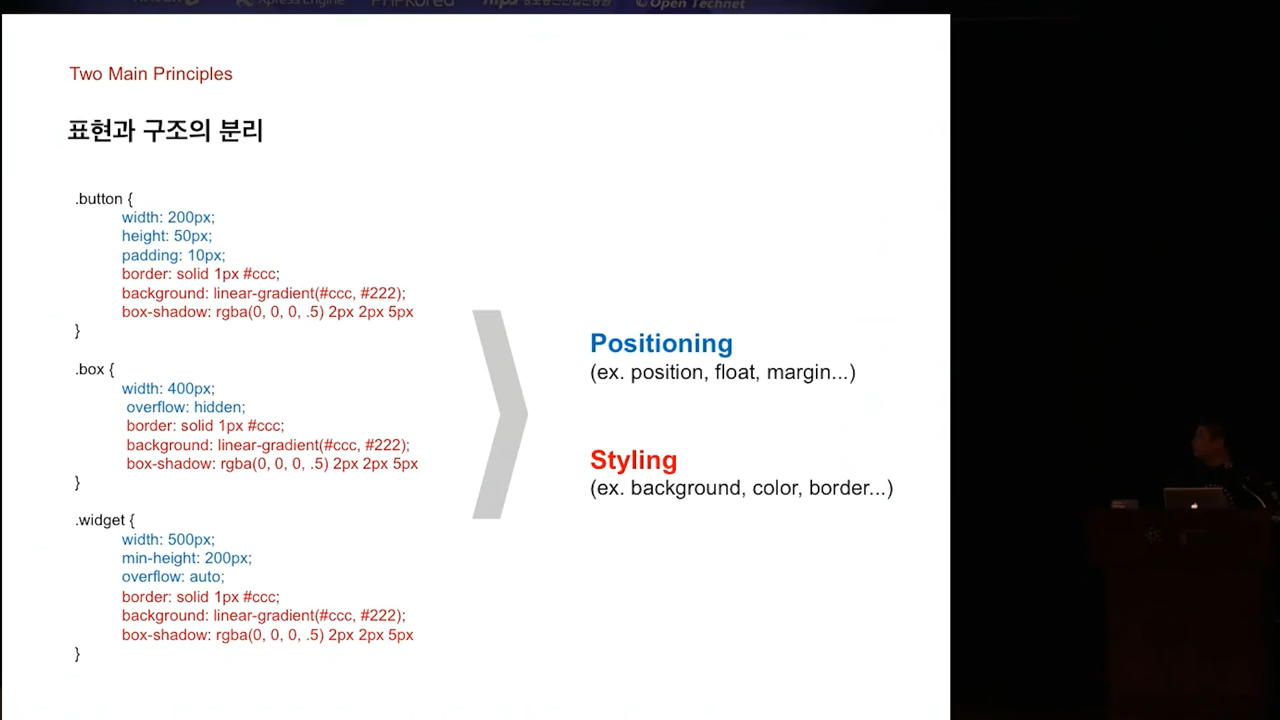 Open Technet
Two Main Principles
표현과 구조의 분리
.button {
width: 200px;
height: 50px;
padding: 10px;
border: solid 1px #ccc;
background: linear-gradient(#ccc, #222);
box-shadow: rgba(0, 0, 0, .5) 2px 2px 5px
}
.box {
width: 400px;
overflow: hidden;
border: solid 1px #ccc;
background: linear-gradient(#ccc, #222);
box-shadow: rgba(0, 0, 0, .5) 2px 2px 5px
}
.widget {
width: 500px;
min-height: 200px;
overflow: auto;
border: solid 1px #ccc;
background: linear-gradient(#ccc, #222);
box-shadow: rgba(0, 0, 0, .5) 2px 2px 5px
}
Positioning
(ex. position, float, margin...)
Styling
(ex. background, color, border...)